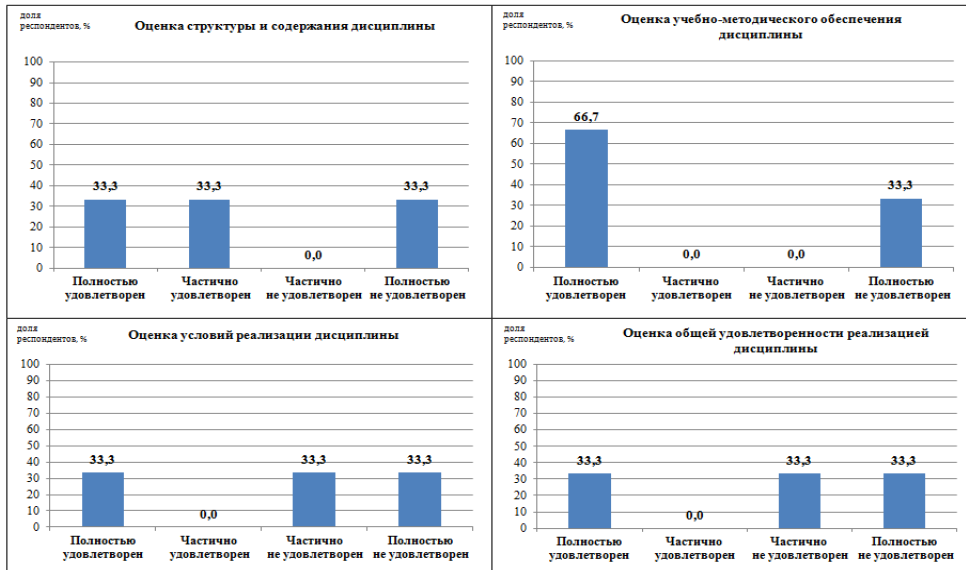 доля
респондентов, %
Оценка структуры и содержания дисциплины
100
90
80
70
60
50
40
30
20
10
0
33,3
33,3
0,0
33,3
Полностью
удовлетворен
Частично
удовлетворен
Частично
не удовлетворен
Полностью
не удовлетворен
доля
респондентов, %
Оценка учебно-методического обеспечения
дисциплины
100
90
80
70
60
50
40
30
20
10
0
66,7
0,0
0,0
33,3
Полностью
удовлетворен
Частично
удовлетворен
Частично
не удовлетворен
Полностью
не удовлетворен
доля
респондентов, %
Оценка условий реализации дисциплины
100
90
80
70
60
50
40
30
20
10
0
33,3
0,0
33,3
33,3
Полностью
удовлетворен
Частично
удовлетворен
Частично
не удовлетворен
Полностью
не удовлетворен
доля
респондентов, %
Оценка общей удовлетворенности реализацией
дисциплины
100
90
80
70
60
50
40
30
20
10
0
33,3
0,0
33,3
33,3
Полностью
удовлетворен
Частично
удовлетворен
Частично
не удовлетворен
Полностью
не удовлетворен